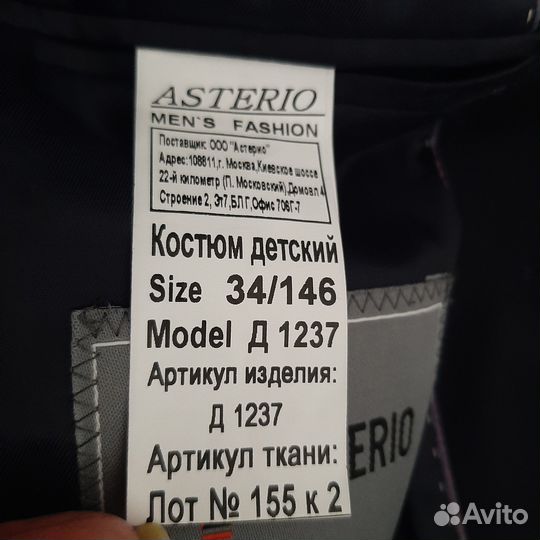 ASTERIO
MEN`S FASHION
Поставщик: ООО "Астерио"
Адрес:108811,г. Москва,Киевское шоссе
22-й километр (П. Московский),Домовл 4
Строение 2, Эт7,БЛ Г,Офис 706Г-7
Костюм детский
Size 34/146
Model Д 1237
Артикул изделия:
Д 1237
Артикул ткани:
Лот № 155 к 2
ERIO
Avito